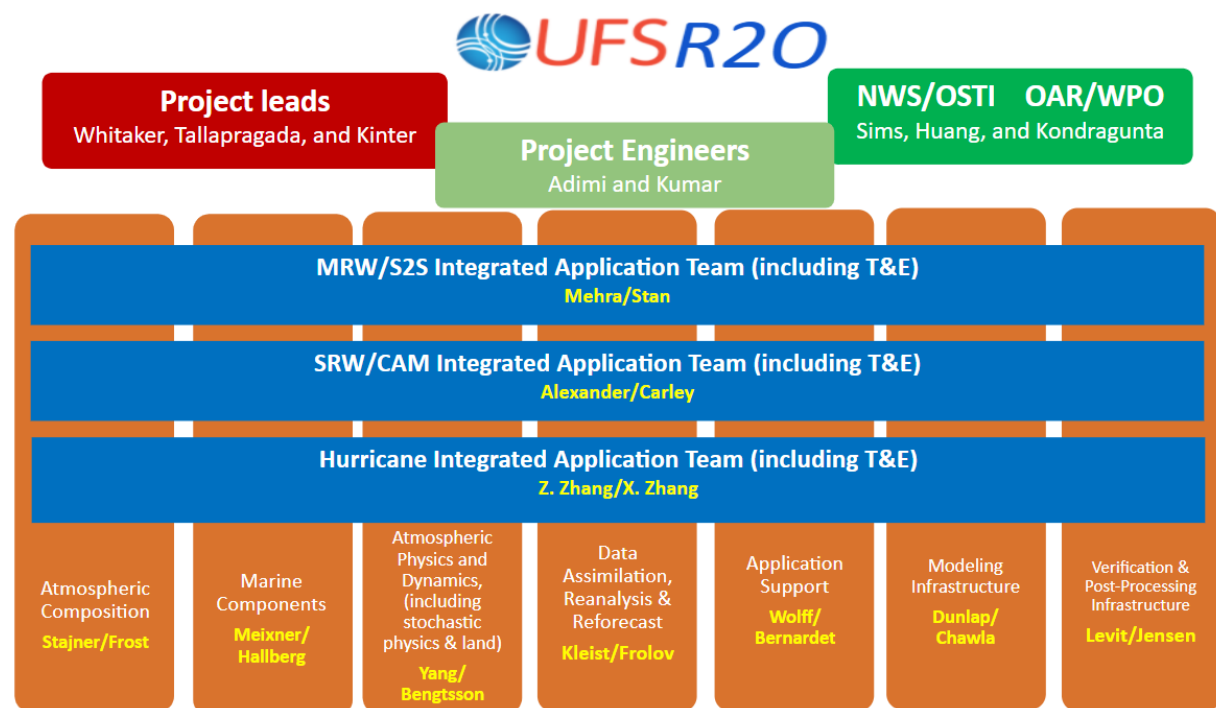 UFS R2O
Project leads
Whitaker, Tallapragada, and Kinter
NWS/OSTI OAR/WPO
Sims, Huang, and Kondragunta
Project Engineers
Adimi and Kumar
MRW/S2S Integrated Application Team (including T&E)
Mehra/Stan
SRW/CAM Integrated Application Team (including T&E)
Alexander/Carley
Hurricane Integrated Application Team (including T&E)
Z. Zhang/X. Zhang
Atmospheric
Composition
Stajner/Frost
Marine
Components
Meixner/
Hallberg
Atmospheric
Physics and
Dynamics,
(including
stochastic
physics & land)
Yang/
Bengtsson
Data
Assimilation,
Reanalysis &
Reforecast
Kleist/Frolov
Application
Support
Wolff/
Bernardet
Modeling
Infrastructure
Dunlap/
Chawla
Verification &
Post-Processing
Infrastructure
Levit/Jensen